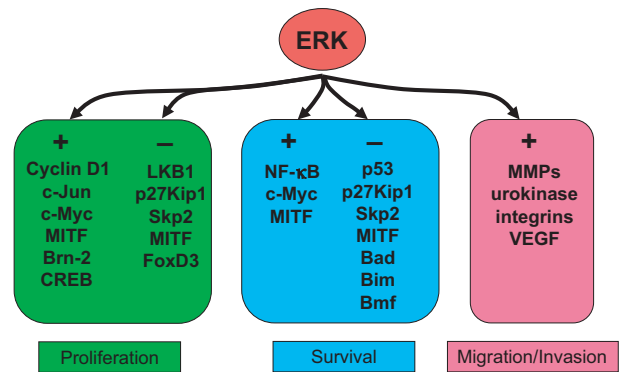 ERK
+
Cyclin D1
c-Jun
c-Myc
MITF
Brn-2
CREB
–
LKB1
p27Kip1
Skp2
MITF
FoxD3
+
NF-κB
c-Myc
MITF
–
p53
p27Kip1
Skp2
MITF
Bad
Bim
Bmf
+
MMPs
urokinase
integrins
VEGF
Proliferation
Survival
Migration/Invasion